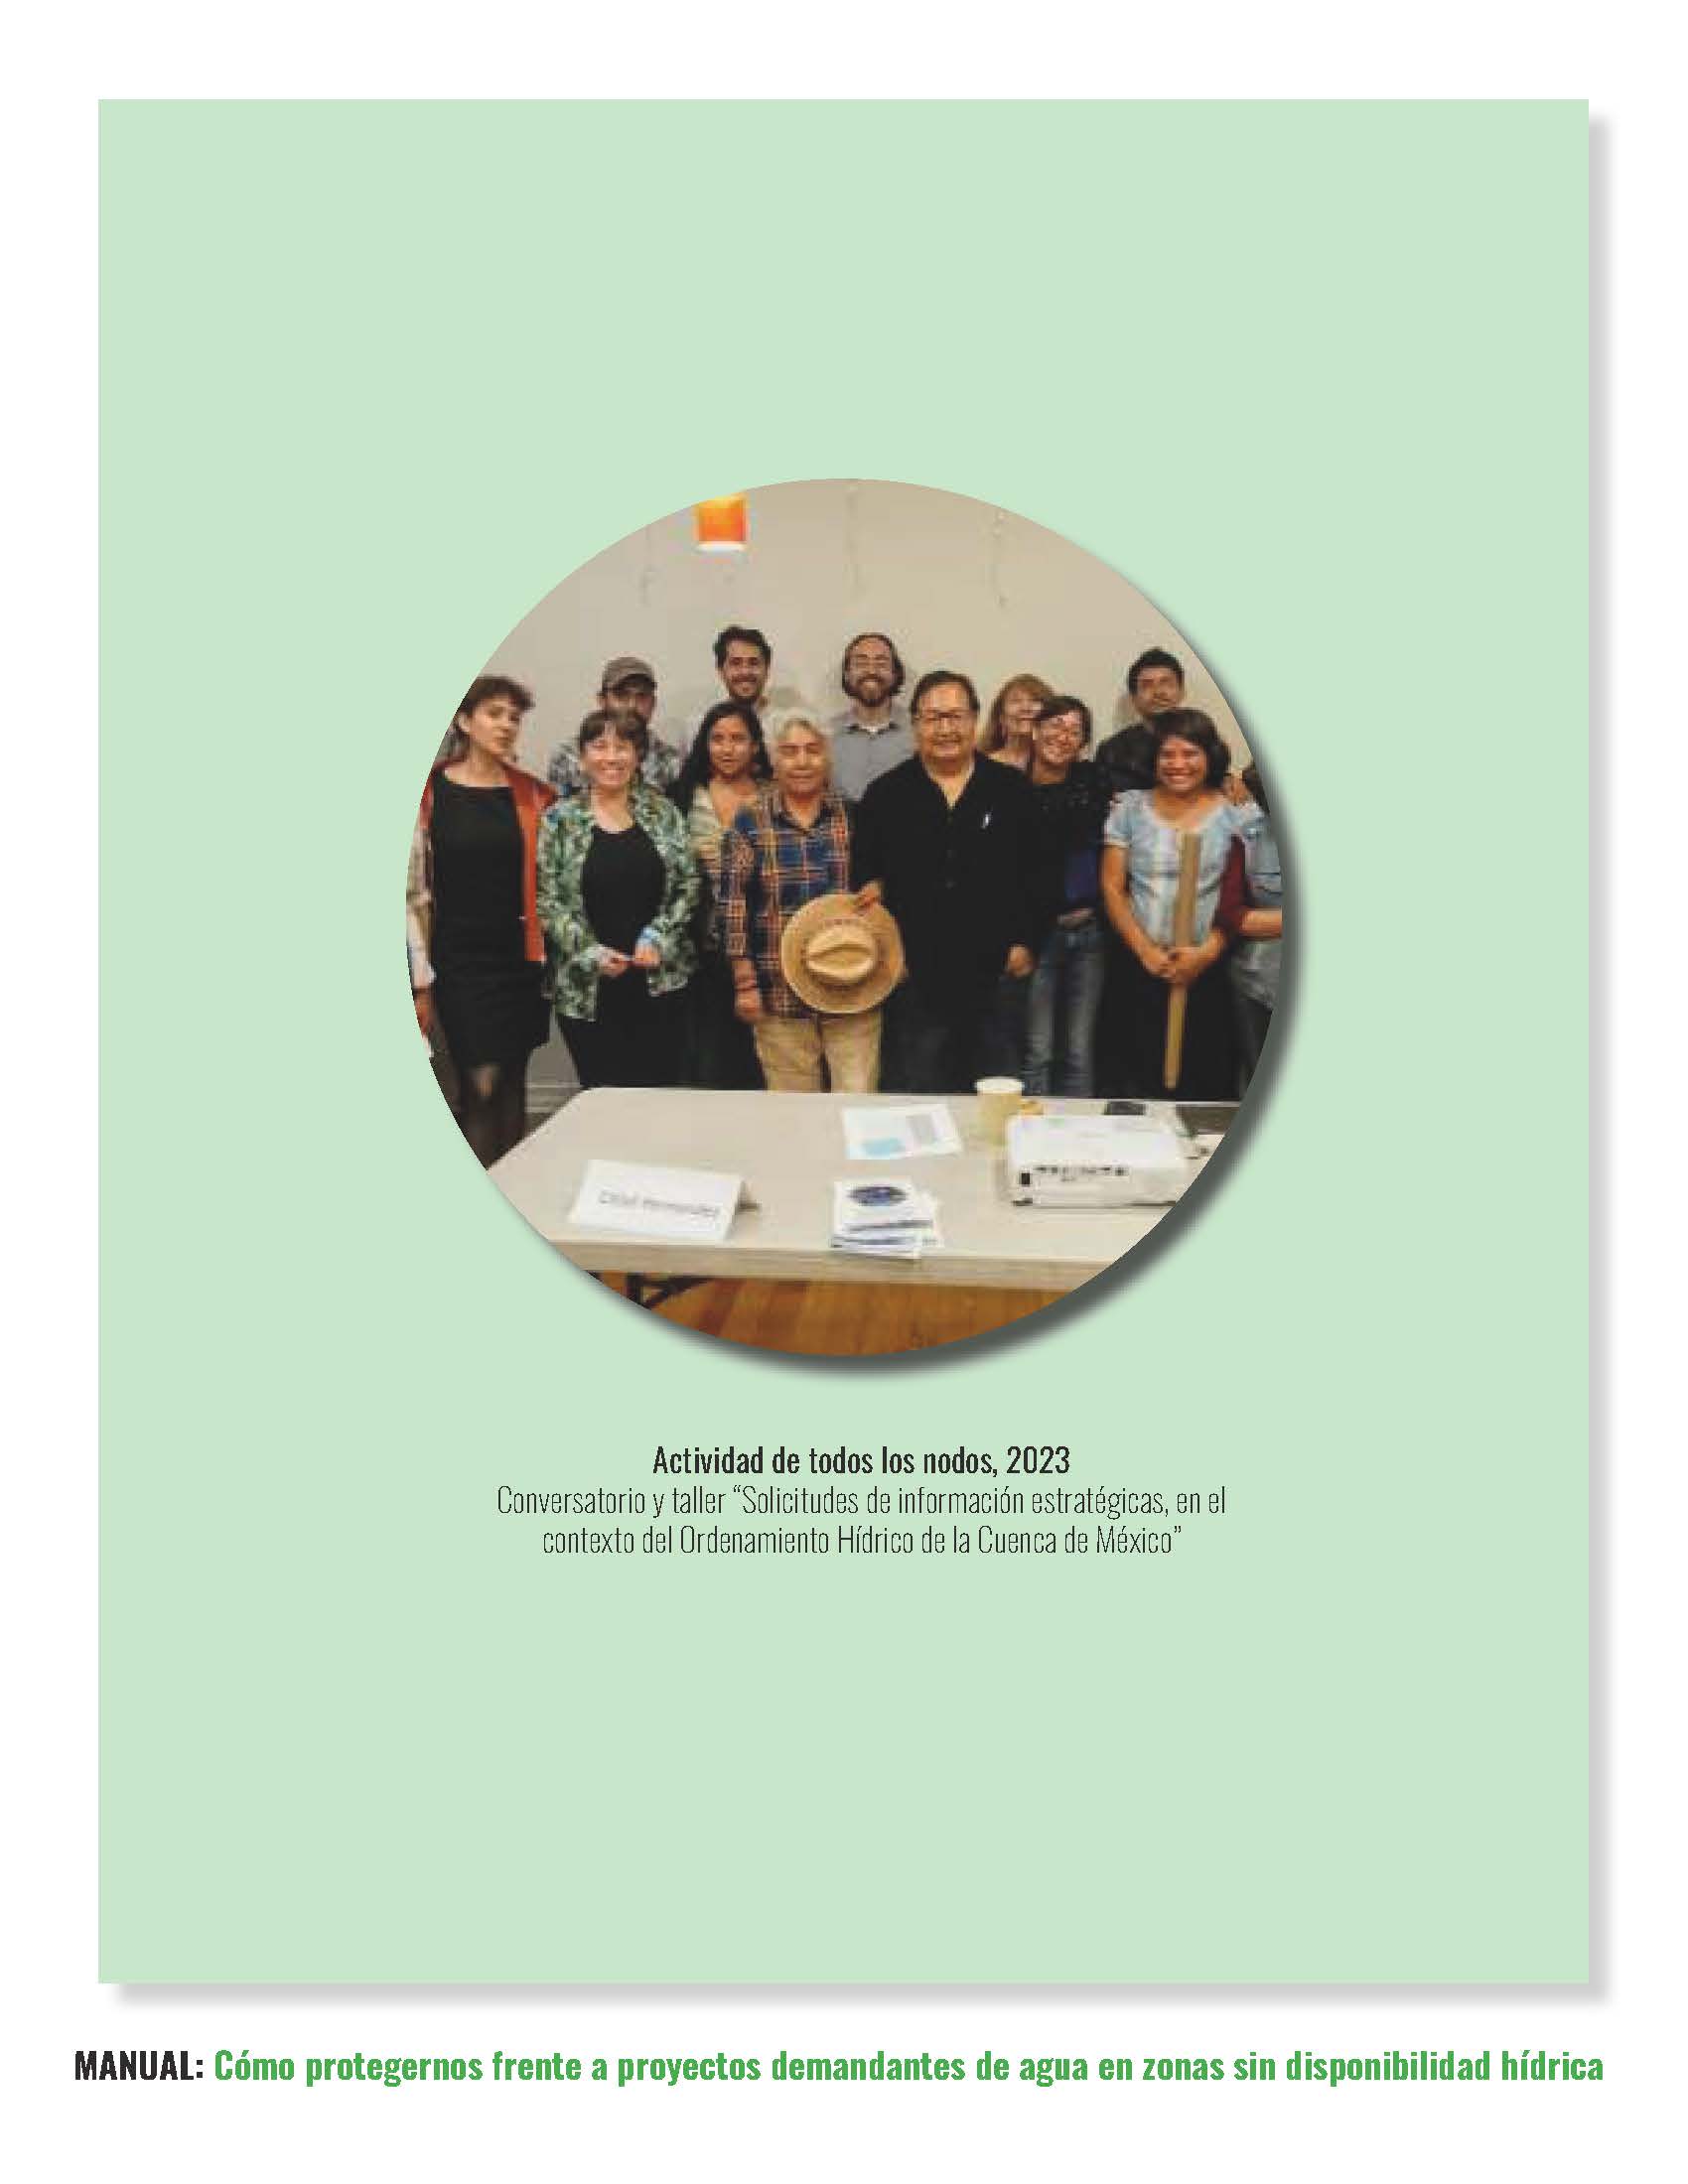 Actividad de todos los nodos, 2023
Conversatorio y taller “Solicitudes de información estratégicas, en el
contexto del Ordenamiento Hídrico de la Cuenca de México”
MANUAL: Cómo protegernos frente a proyectos demandantes de agua en zonas sin disponibilidad hídrica